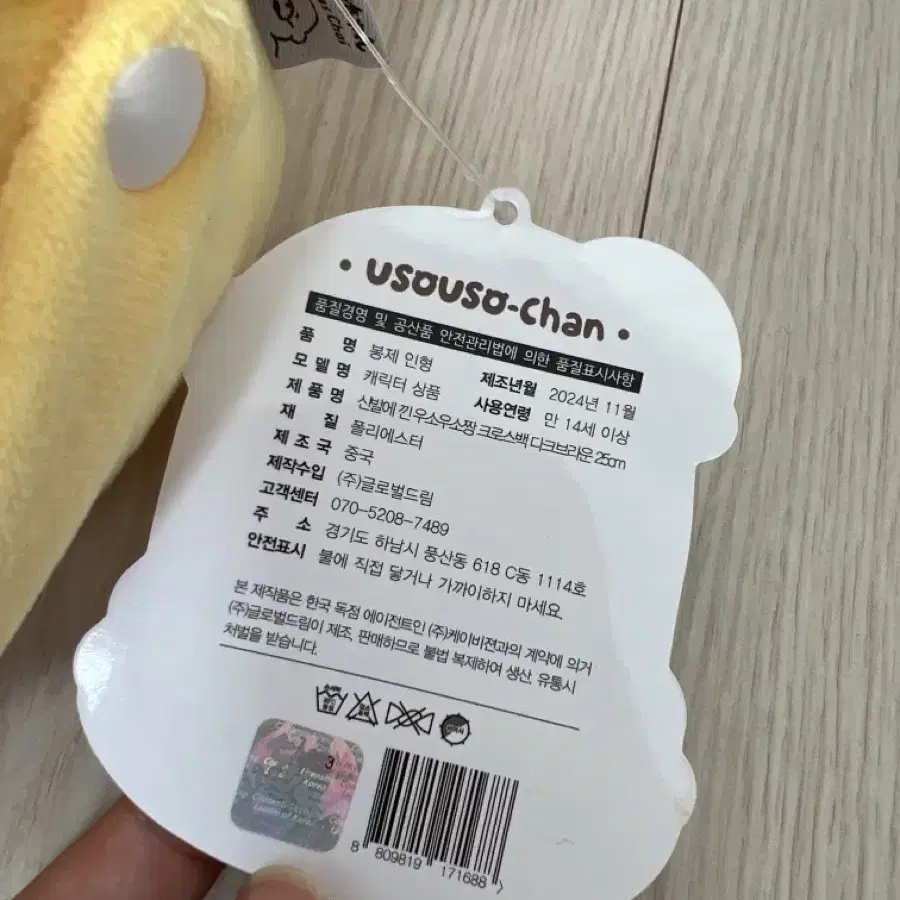 • usouso-chan •
품질경영 및 공산품 안전관리법에 의한 품질표시사항
품 명 봉제 인형 제조년월 2024년 11월
모 델 명 캐릭터 상품 사용연령 만 14세 이상
제 품 명 신발에 낀 우소우소짱 크로스백 다크브라운 25cm
재 질 폴리에스터
제 조 국 중국
제작수입 (주)글로벌드림
고객센터 070-5208-7489
주 소 경기도 하남시 풍산동 618 C동 1114호
안전표시 불에 직접 닿거나 가까이하지 마세요.
본 제작품은 한국 독점 에이전트인 (주)케이비젼과의 계약에 의거
(주)글로벌드림이 제조, 판매하므로 불법 복제하여 생산, 유통시
처벌을 받습니다.
3
8 809819 171688 >